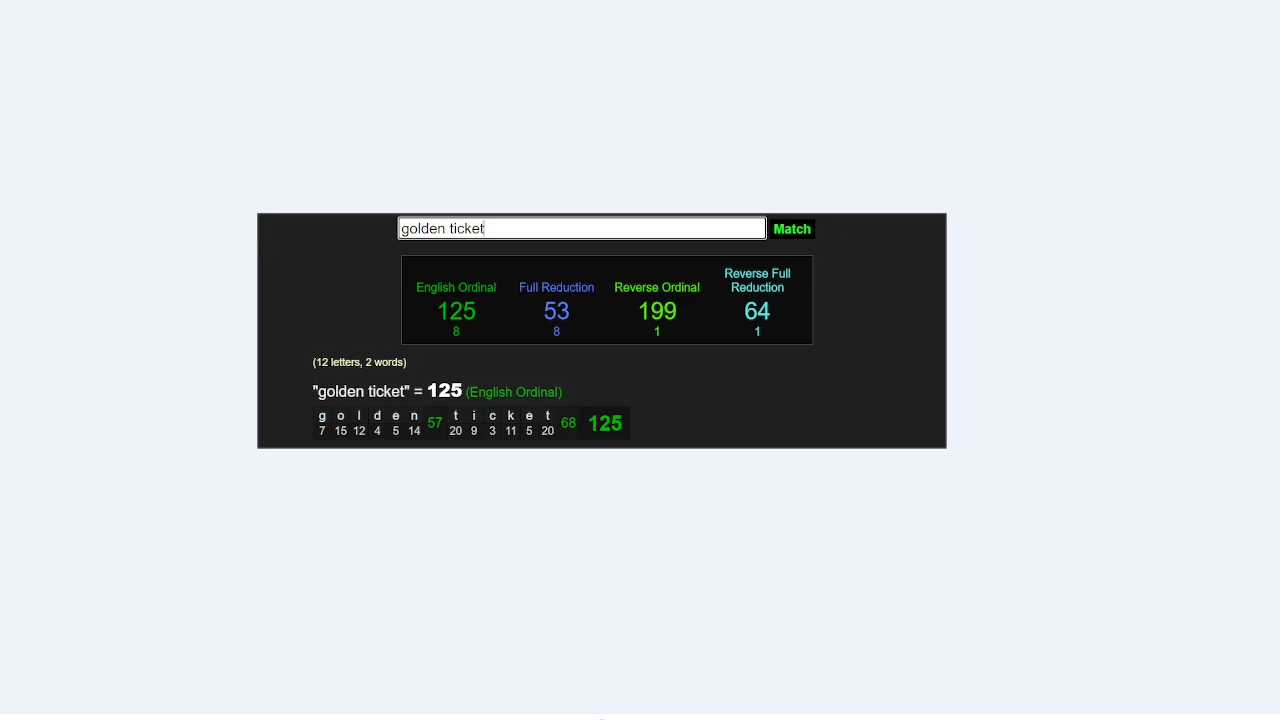 golden ticket Match
English Ordinal Full Reduction Reverse Ordinal Reverse Full Reduction
125 53 199 64
8 8 1 1
(12 letters, 2 words)
"golden ticket" = 125 (English Ordinal)
g o l d e n 57 t i c k e t 68 125
7 15 12 4 5 14 20 9 3 11 5 20